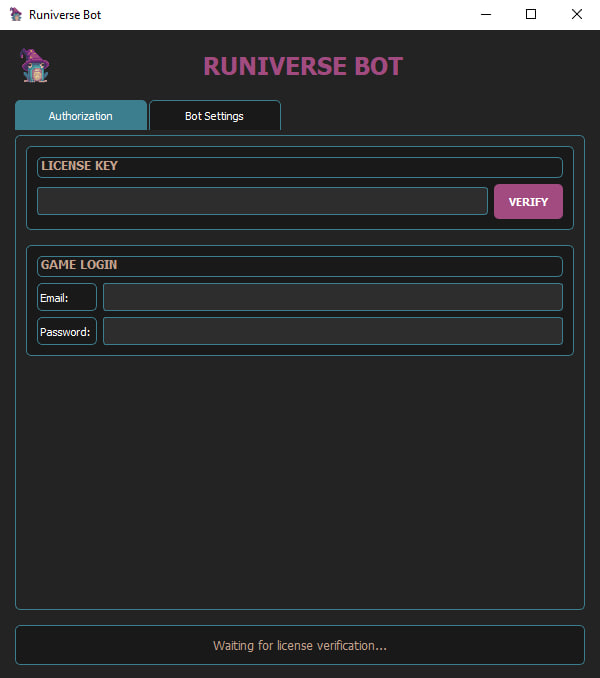 Runiverse Bot
RUNIVERSE BOT
Authorization
Bot Settings
LICENSE KEY
VERIFY
GAME LOGIN
Email:
Password:
Waiting for license verification...